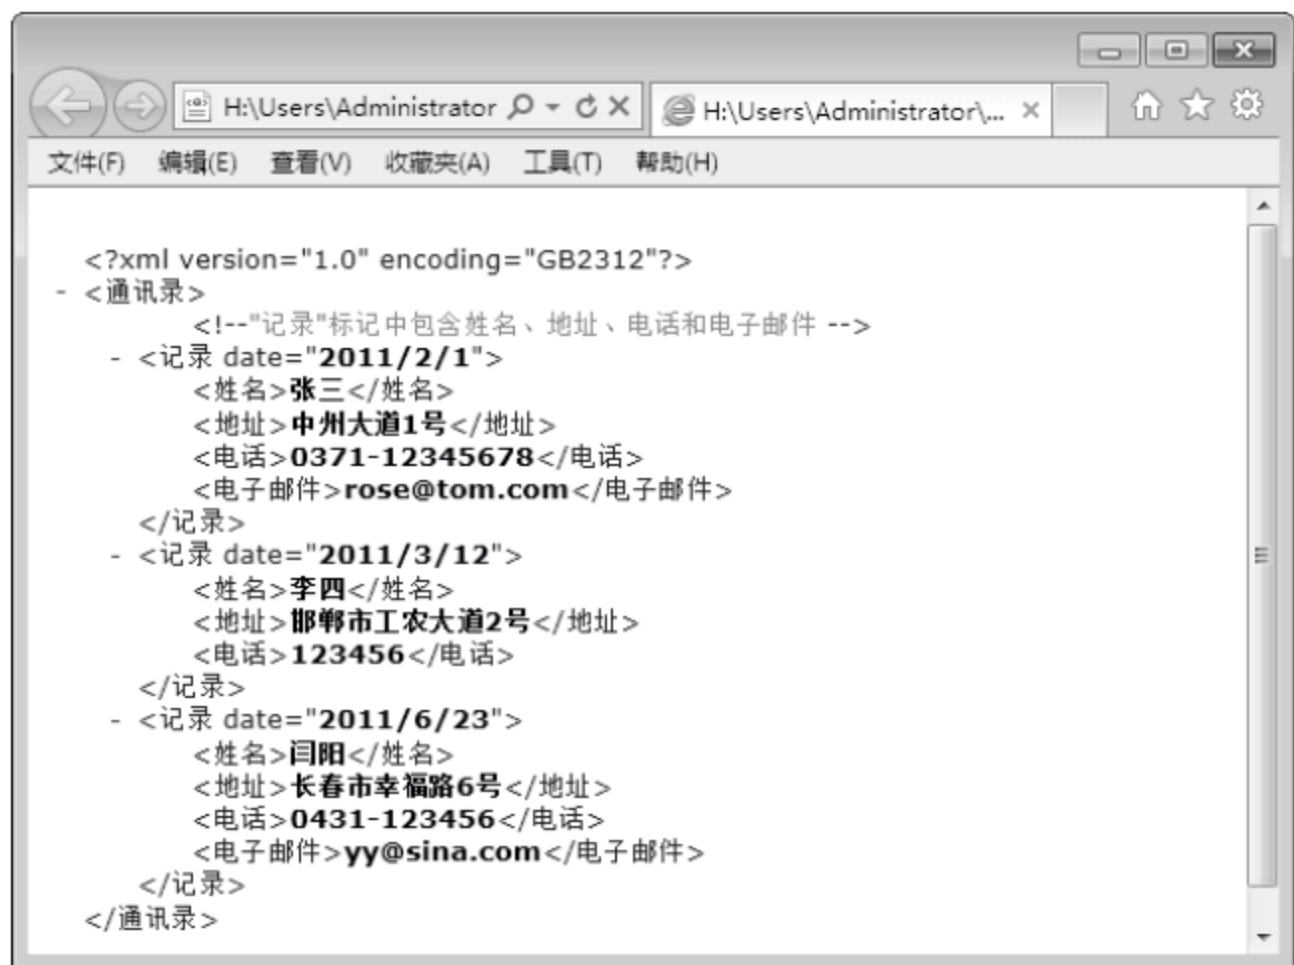 H:\Users\Administrator
H:\Users\Administrator\...
文件(F) 编辑(E) 查看(V) 收藏夹(A) 工具(T) 帮助(H)
<?xml version="1.0" encoding="GB2312"?>
- <通讯录>
<!--"记录"标记中包含姓名、地址、电话和电子邮件 -->
- <记录 date="2011/2/1">
<姓名>张三</姓名>
<地址>中州大道1号</地址>
<电话>0371-12345678</电话>
<电子邮件>rose@tom.com</电子邮件>
</记录>
- <记录 date="2011/3/12">
<姓名>李四</姓名>
<地址>邯郸市工农大道2号</地址>
<电话>123456</电话>
</记录>
- <记录 date="2011/6/23">
<姓名>闫阳</姓名>
<地址>长春市幸福路6号</地址>
<电话>0431-123456</电话>
<电子邮件>yy@sina.com</电子邮件>
</记录>
</通讯录>